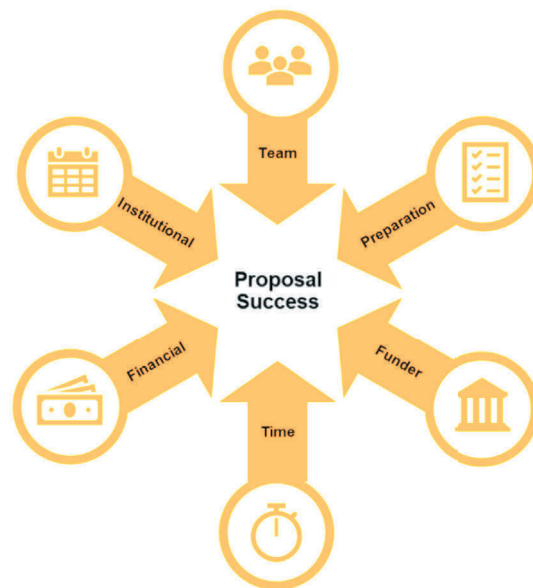 Team
Institutional
Preparation
Proposal
Success
Financial
Funder
Time